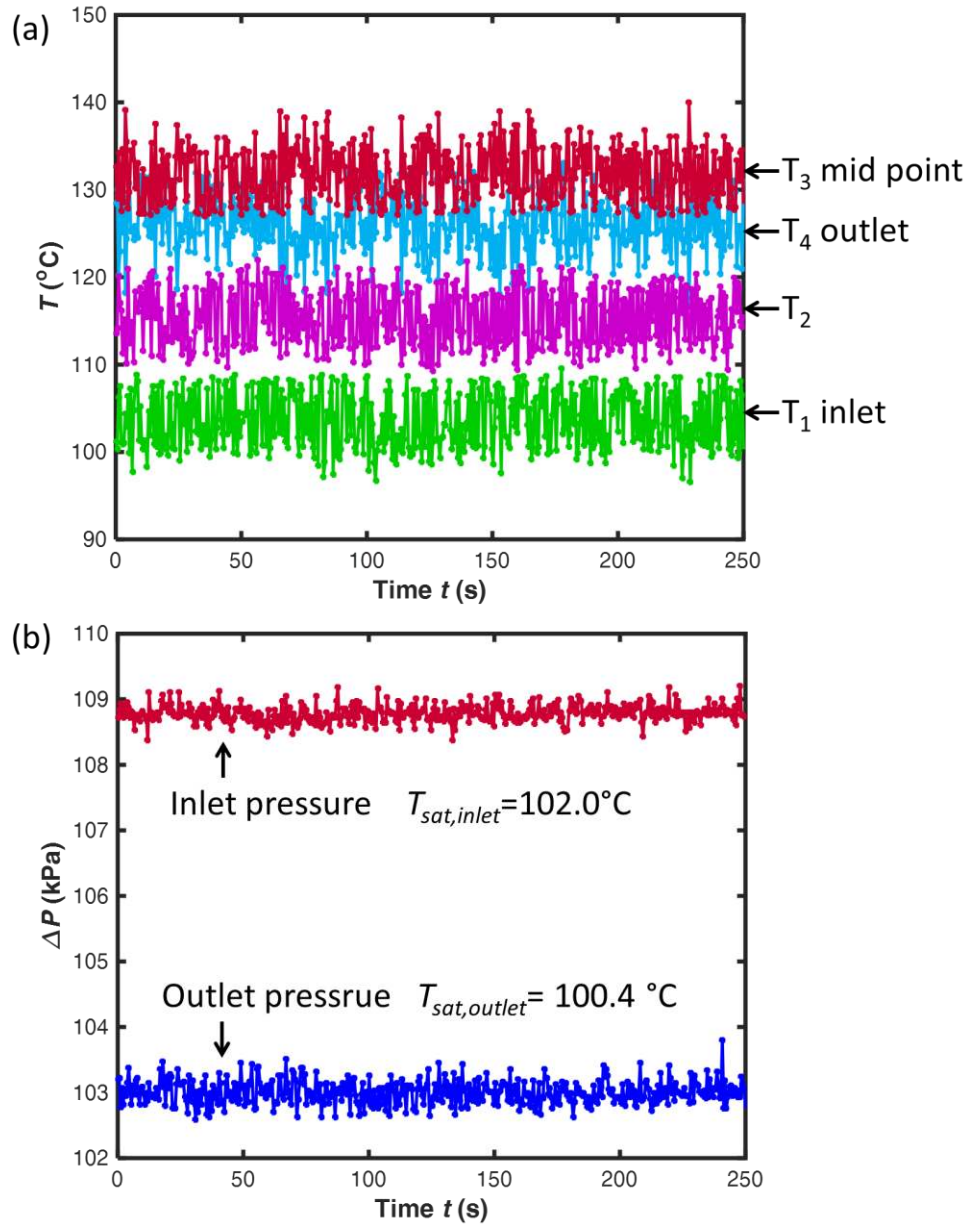 (a)
150
140
130
120
110
100
90
T (°C)
T3 mid point
T4 outlet
T2
T1 inlet
0 50 100 150 200 250
Time t (s)
(b)
110
109
108
107
106
105
104
103
102
ΔP (kPa)
Inlet pressure Tsat,inlet=102.0°C
Outlet pressrue Tsat,outlet= 100.4 °C
0 50 100 150 200 250
Time t (s)